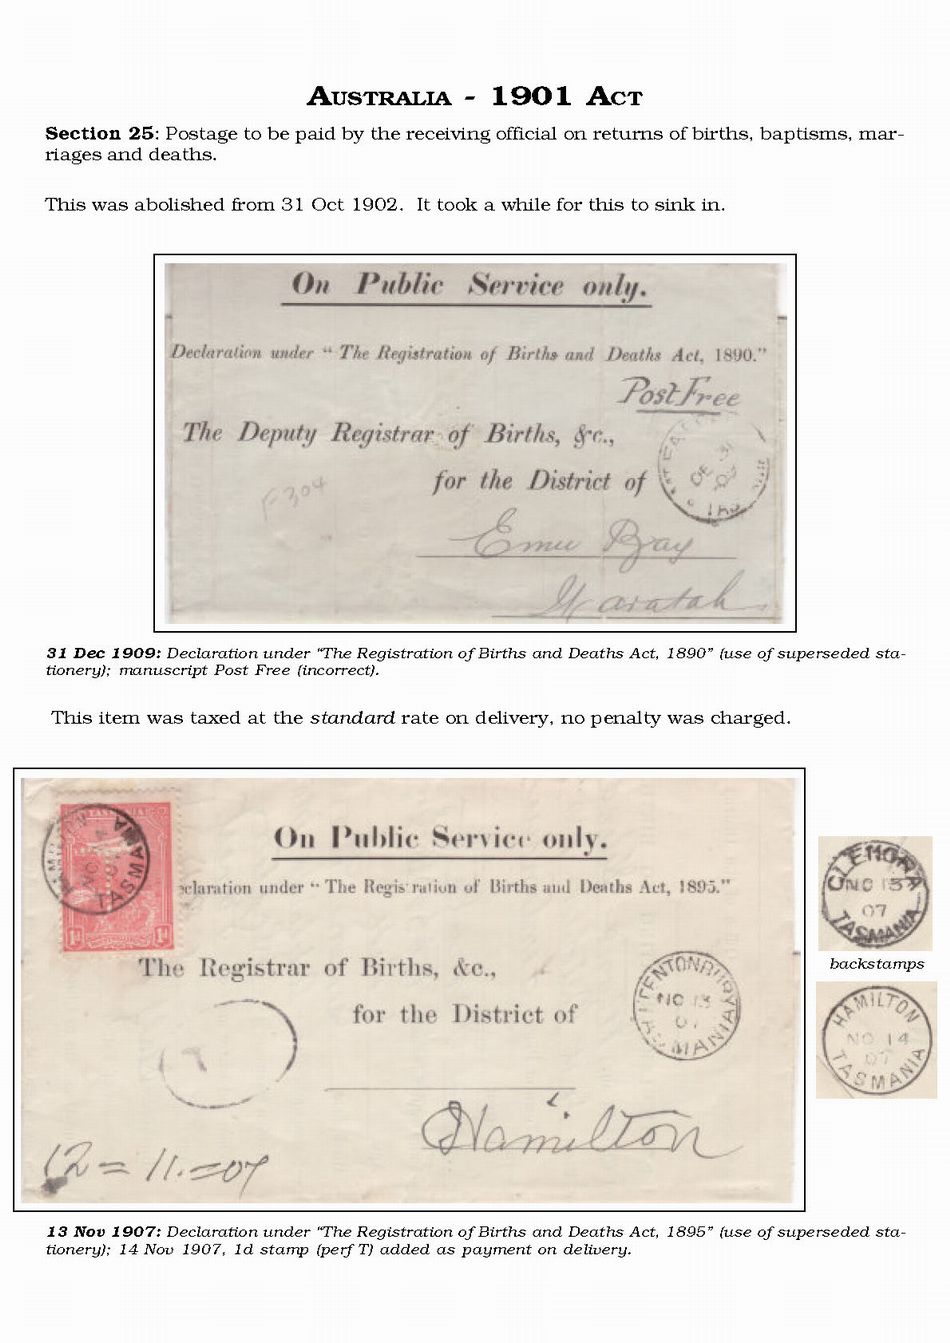 AUSTRALIA - 1901 ACT
Section 25: Postage to be paid by the receiving official on returns of births, baptisms, mar-
riages and deaths.
This was abolished from 31 Oct 1902. It took a while for this to sink in.
On Public Service only.
Declaration under “The Registration of Births and Deaths Act, 1890.”
Post Free
The Deputy Registrar of Births, &c.,
for the District of
DE 31
TAS
F 304
Emu Bay
Waratah
31 Dec 1909: Declaration under “The Registration of Births and Deaths Act, 1890” (use of superseded sta-
tionery); manuscript Post Free (incorrect).
This item was taxed at the standard rate on delivery, no penalty was charged.
TASMANIA
HAMILTON
TASMANIA
1d 1d
On Public Service only.
eclaration under “The Registration of Births and Deaths Act, 1895.”
The Registrar of Births, &c.,
for the District of
GLENORA
NO 13
07
TASMANIA
backstamps
NO 13
07
TASMANIA
HAMILTON
NO 14
07
TASMANIA
Hamilton
12=11.=07
13 Nov 1907: Declaration under “The Registration of Births and Deaths Act, 1895” (use of superseded sta-
tionery); 14 Nov 1907, 1d stamp (perf T) added as payment on delivery.